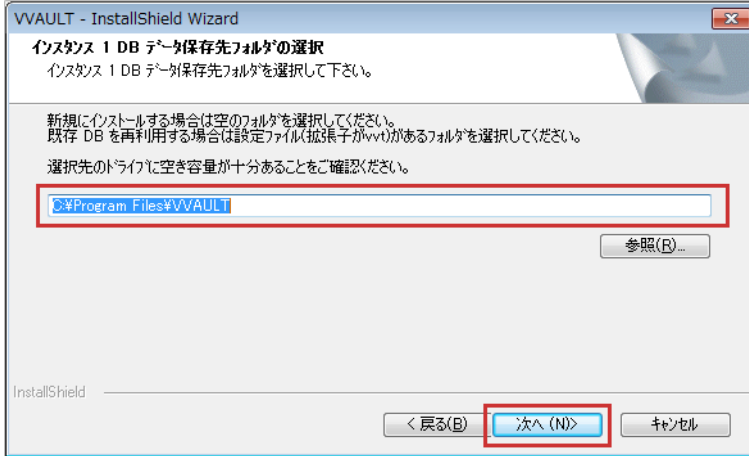 VVAULT - InstallShield Wizard
インスタンス 1 DB データ保存先フォルダの選択
インスタンス 1 DB データ保存先フォルダを選択して下さい。
新規にインストールする場合は空のフォルダを選択してください。
既存 DB を再利用する場合は設定ファイル(拡張子がvvt)があるフォルダを選択してください。
選択先のドライブに空き容量が十分あることをご確認ください。
C:¥Program Files¥VVAULT
参照(R)...
InstallShield
< 戻る(B)
次へ (N)>
キャンセル